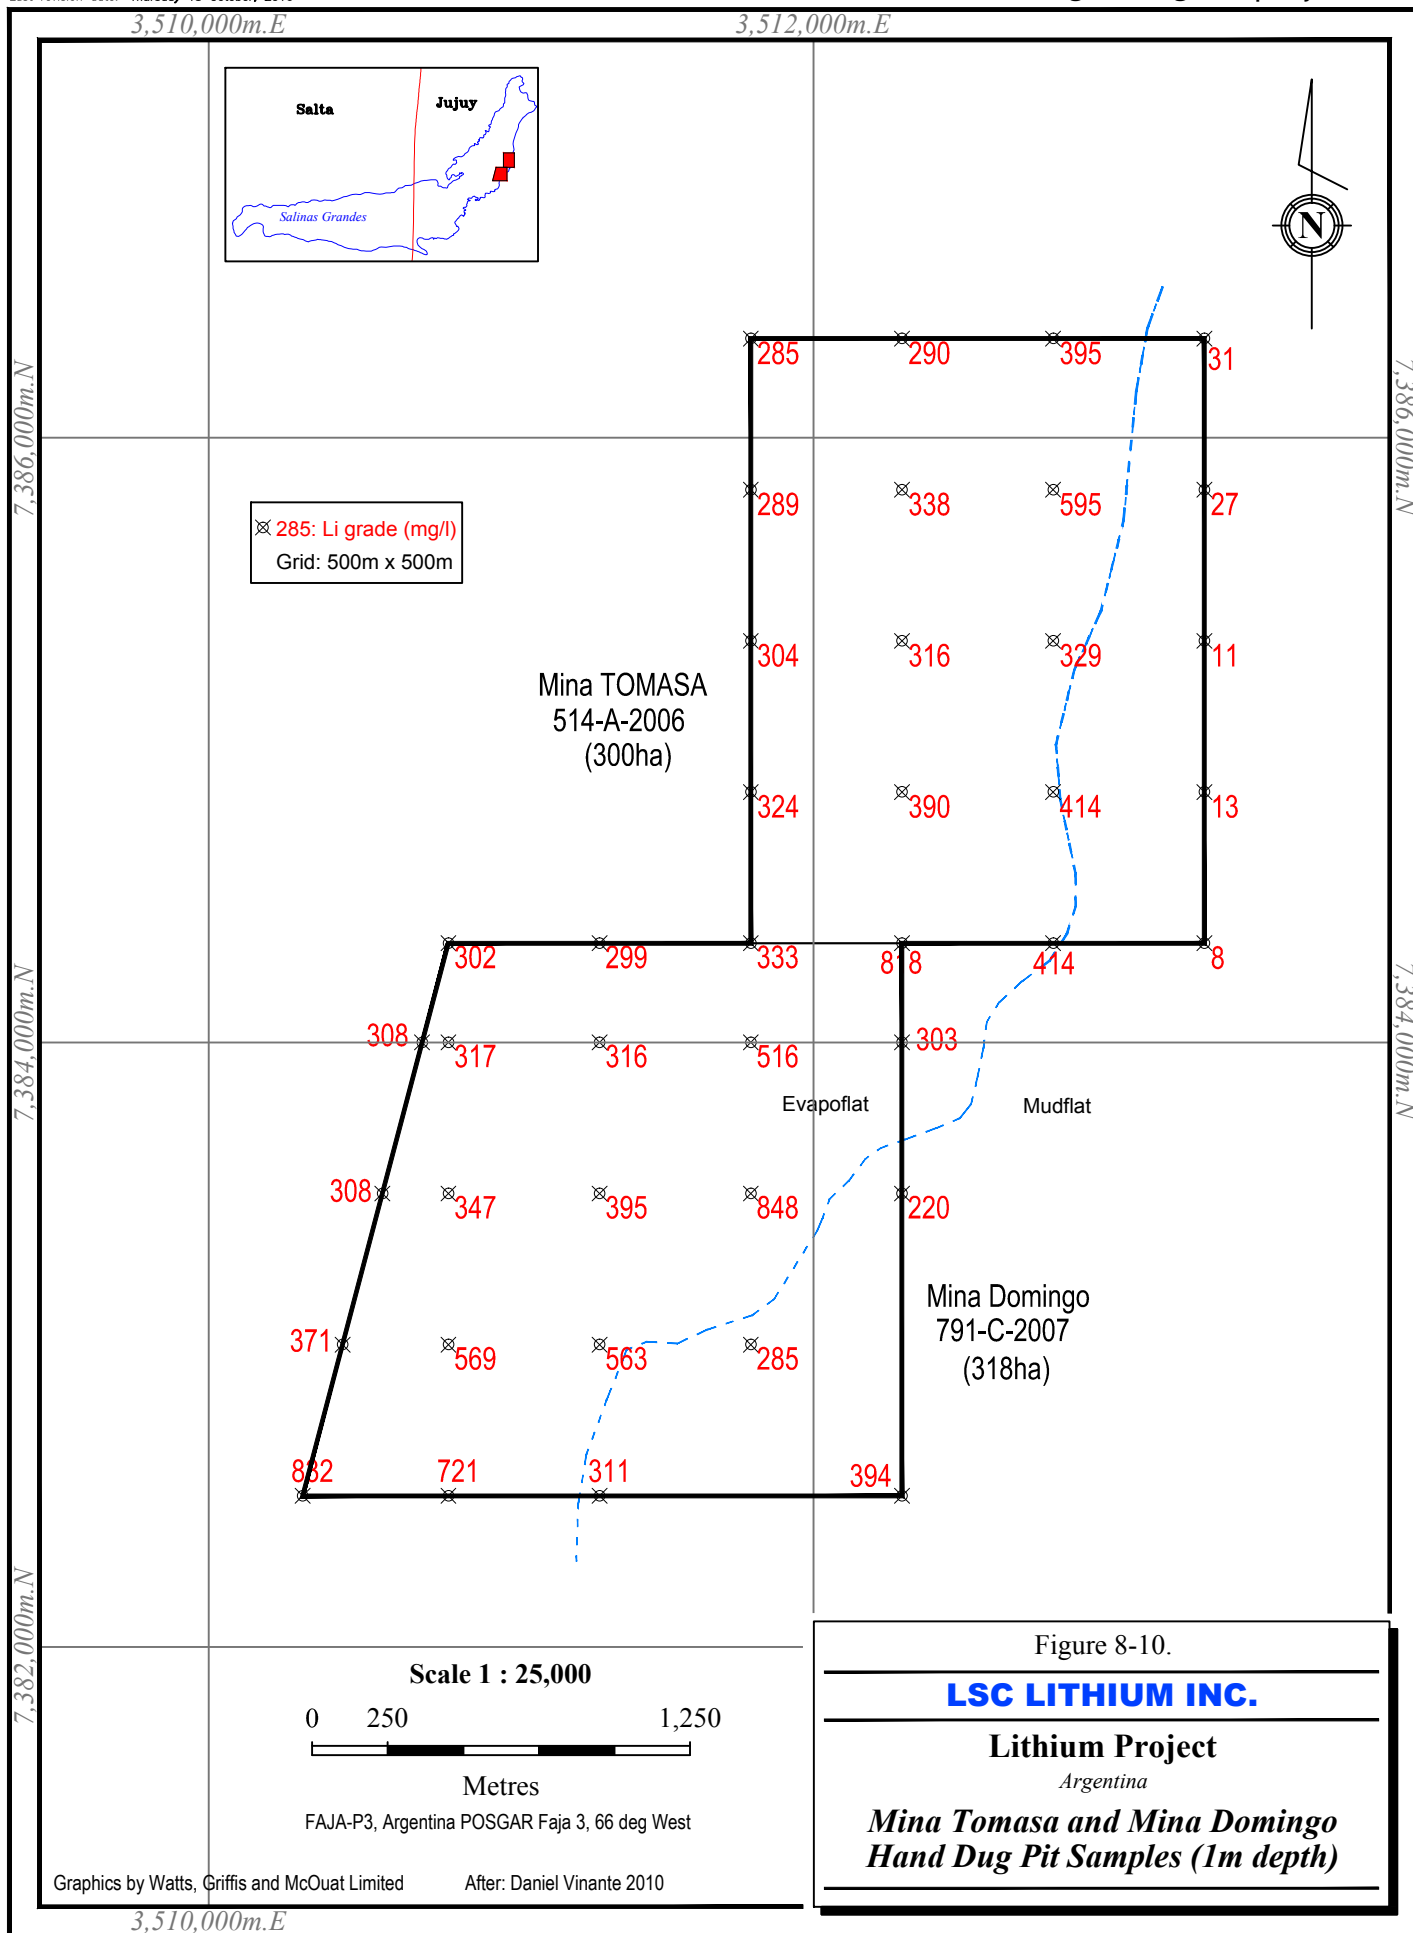 3,510,000m.E
3,512,000m.E
Salta
Jujuy
Salinas Grandes
N
285
290
395
31
7,386,000m.N
7,386,000m.N
289
338
595
27
285: Li grade (mg/l)
Grid: 500m x 500m
304
316
329
11
Mina TOMASA
514-A-2006
(300ha)
324
390
414
13
302
299
333
818
414
8
7,384,000m.N
7,384,000m.N
308
317
316
516
303
Evapoflat
Mudflat
308
347
395
848
220
Mina Domingo
791-C-2007
(318ha)
371
569
563
285
882
721
311
394
7,382,000m.N
Scale 1 : 25,000
0 250 1,250
Metres
FAJA-P3, Argentina POSGAR Faja 3, 66 deg West
Graphics by Watts, Griffis and McOuat Limited
After: Daniel Vinante 2010
3,510,000m.E
Figure 8-10.
LSC LITHIUM INC.
Lithium Project
Argentina
Mina Tomasa and Mina Domingo
Hand Dug Pit Samples (1m depth)